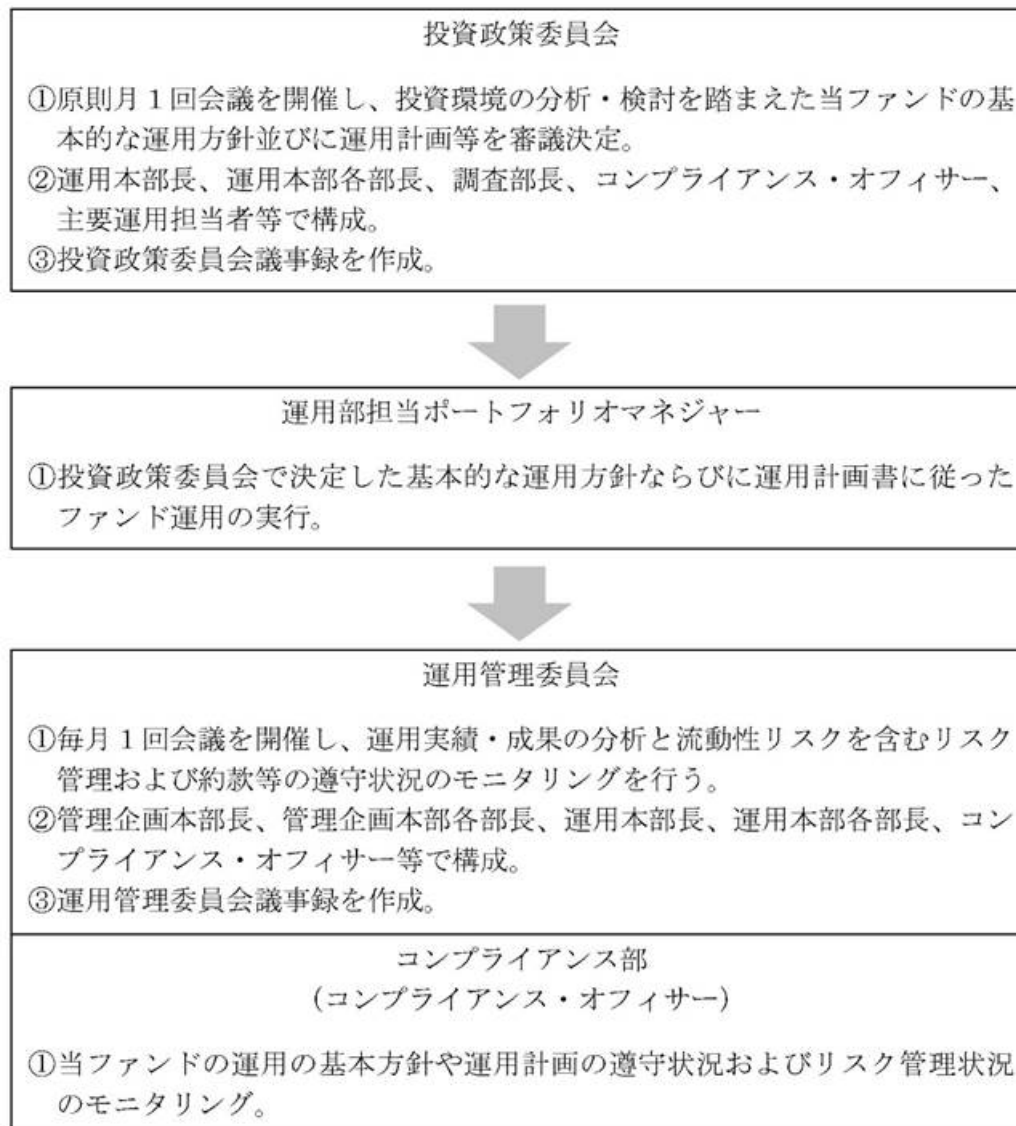 投資政策委員会
①原則月１回会議を開催し、投資環境の分析・検討を踏まえた当ファンドの基
本的な運用方針並びに運用計画等を審議決定。
②運用本部長、運用本部各部長、調査部長、コンプライアンス・オフィサー、
主要運用担当者等で構成。
③投資政策委員会議事録を作成。
運用部担当ポートフォリオマネジャー
①投資政策委員会で決定した基本的な運用方針ならびに運用計画書に従った
ファンド運用の実行。
運用管理委員会
①毎月１回会議を開催し、運用実績・成果の分析と流動性リスクを含むリスク
管理および約款等の遵守状況のモニタリングを行う。
②管理企画本部長、管理企画本部各部長、運用本部長、運用本部各部長、コン
プライアンス・オフィサー等で構成。
③運用管理委員会議事録を作成。
コンプライアンス部
（コンプライアンス・オフィサー）
①当ファンドの運用の基本方針や運用計画の遵守状況およびリスク管理状況
のモニタリング。